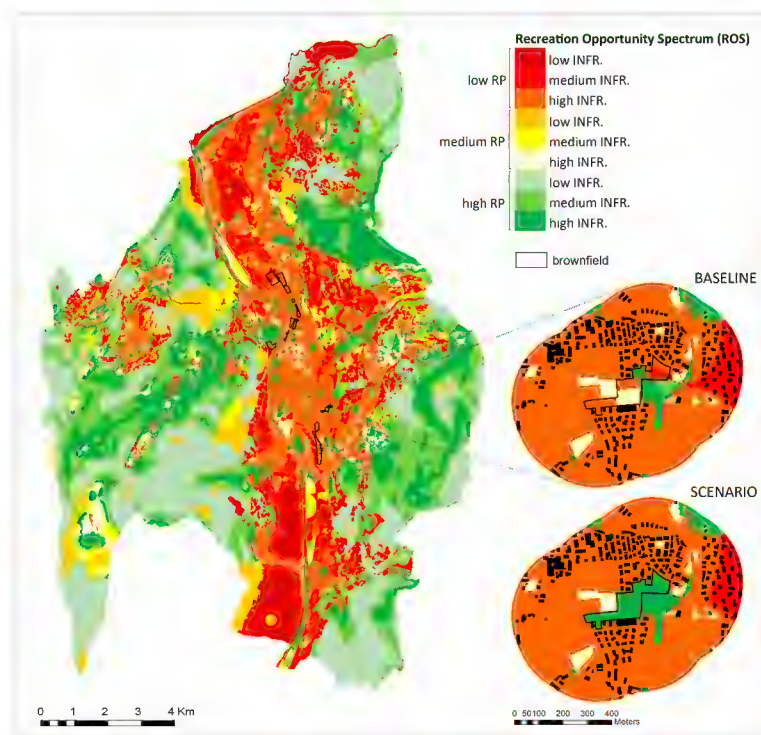 Recreation Opportunity Spectrum (ROS)
low RP
low INFR.
medium INFR.
high INFR.
medium RP
low INFR.
medium INFR.
high INFR.
high RP
low INFR.
medium INFR.
high INFR.
brownfield
BASELINE
SCENARIO
0 1 2 3 4 Km
0 50 100 200 300 400
Meters